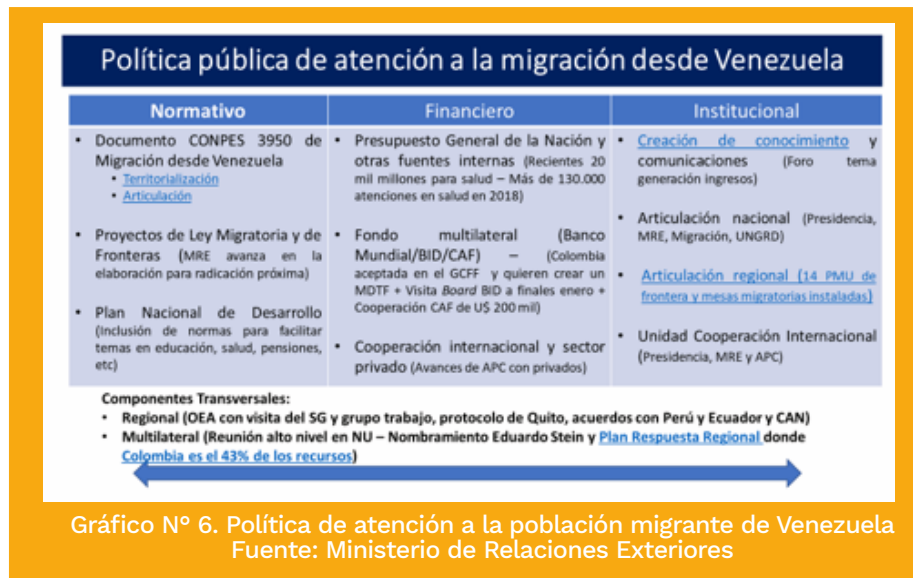 Política pública de atención a la migración desde Venezuela
Normativo
• Documento CONPES 3950 de
Migración desde Venezuela
• Territorialización
• Articulación
• Proyectos de Ley Migratoria y de
Fronteras (MRE avanza en la
elaboración para radicación próxima)
• Plan Nacional de Desarrollo
(Inclusión de normas para facilitar
temas en educación, salud, pensiones,
etc)
Financiero
• Presupuesto General de la Nación y
otras fuentes internas (Recientes 20
mil millones para salud – Más de 130.000
atenciones en salud en 2018)
• Fondo multilateral (Banco
Mundial/BID/CAF) – (Colombia
aceptada en el GCFF y quieren crear un
MDTF + Visita Board BID a finales enero +
Cooperación CAF de U$ 200 mil)
• Cooperación internacional y sector
privado (Avances de APC con privados)
Institucional
• Creación de conocimiento y
comunicaciones (Foro tema
generación ingresos)
• Articulación nacional (Presidencia,
MRE, Migración, UNGRD)
• Articulación regional (14 PMU de
frontera y mesas migratorias instaladas)
• Unidad Cooperación Internacional
(Presidencia, MRE y APC)
Componentes Transversales:
• Regional (OEA con visita del SG y grupo trabajo, protocolo de Quito, acuerdos con Perú y Ecuador y CAN)
• Multilateral (Reunión alto nivel en NU – Nombramiento Eduardo Stein y Plan Respuesta Regional donde
Colombia es el 43% de los recursos)
Gráfico N° 6. Política de atención a la población migrante de Venezuela
Fuente: Ministerio de Relaciones Exteriores